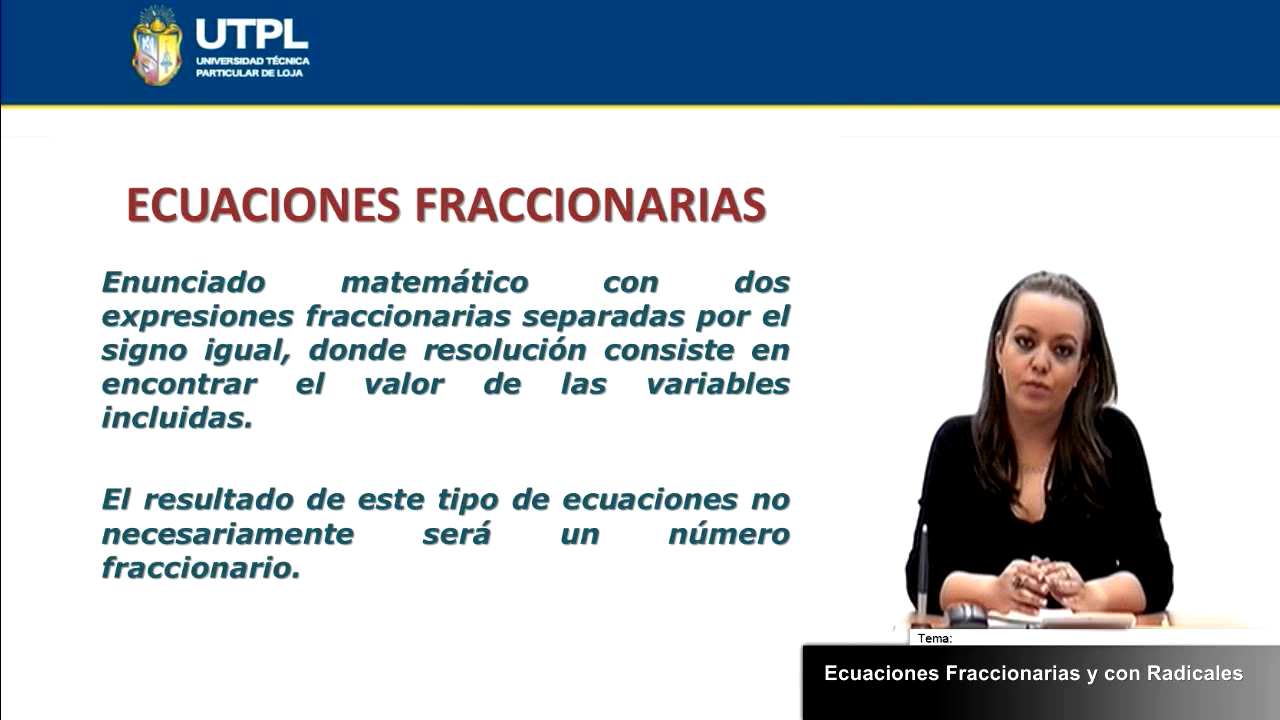 UTPL
UNIVERSIDAD TÉCNICA
PARTICULAR DE LOJA
ECUACIONES FRACCIONARIAS
Enunciado matemático con dos
expresiones fraccionarias separadas por el
signo igual, donde resolución consiste en
encontrar el valor de las variables
incluidas.
El resultado de este tipo de ecuaciones no
necesariamente será un número
fraccionario.
Tema:
Ecuaciones Fraccionarias y con Radicales